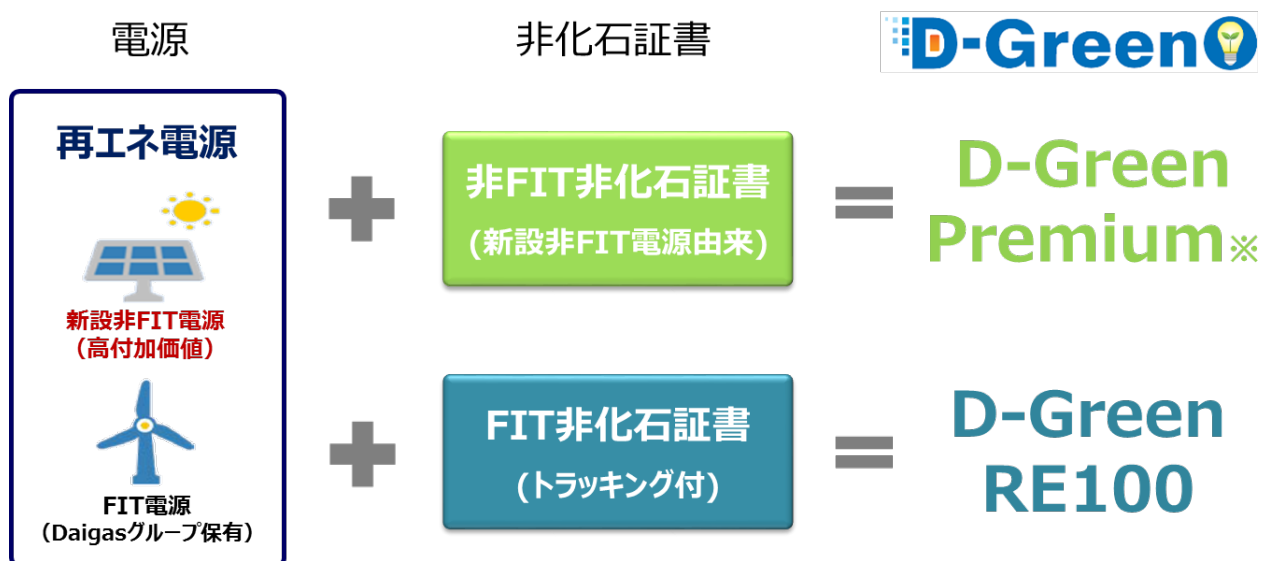 電源
非化石証書
D-Green
再エネ電源
新設非FIT電源
（高付加価値）
+
非FIT非化石証書
(新設非FIT電源由来)
=
D-Green
Premium※
FIT電源
（Daigasグループ保有）
+
FIT非化石証書
(トラッキング付)
=
D-Green
RE100